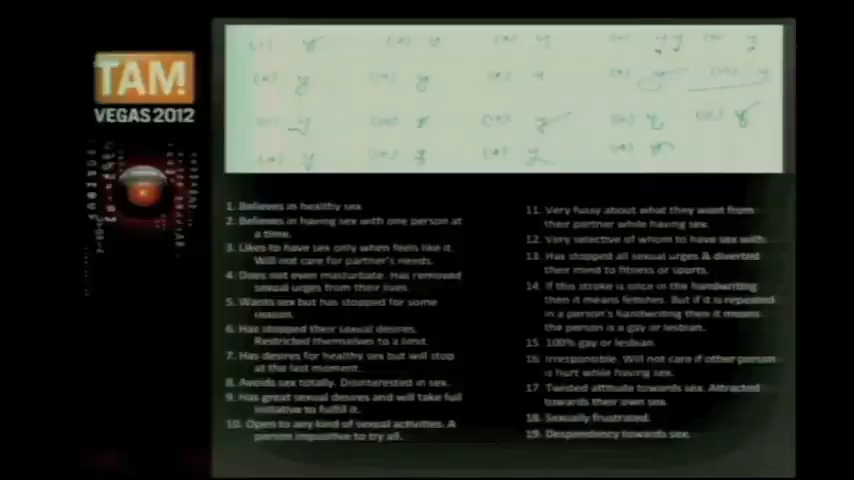 TAM!
VEGAS 2012
1. Believes in healthy sex
2. Believes in having sex with one person at
a time.
3. Likes to have sex only when feels like it.
Will not care for partner's needs.
4. Does not even masturbate. Has removed
sexual urges from their lives.
5. Wants sex but has stopped for some
reason.
6. Has stopped their sexual desires.
Restricted themselves to a limit.
7. Has desires for healthy sex but will stop
at the last moment.
8. Avoids sex totally. Disinterested in sex.
9. Has great sexual desires and will take full
initiative to fulfil it.
10. Open to any kind of sexual activities. A
person impositive to try all.
11. Very fussy about what they want from
their partner while having sex.
12. Very selective of whom to have sex with
13. Has stopped all sexual urges & diverted
their mind to fitness or sports.
14. If this stroke is once in the handwriting
then it means fetishes. But if it is repeated
in a person's handwriting then it means
the person is a gay or lesbian.
15. 100% gay or lesbian
16. Irresponsible. Will not care if other person
is hurt while having sex.
17. Twisted attitude towards sex. Attracted
towards their own sex.
18. Sexually frustrated.
19. Despondency towards sex.